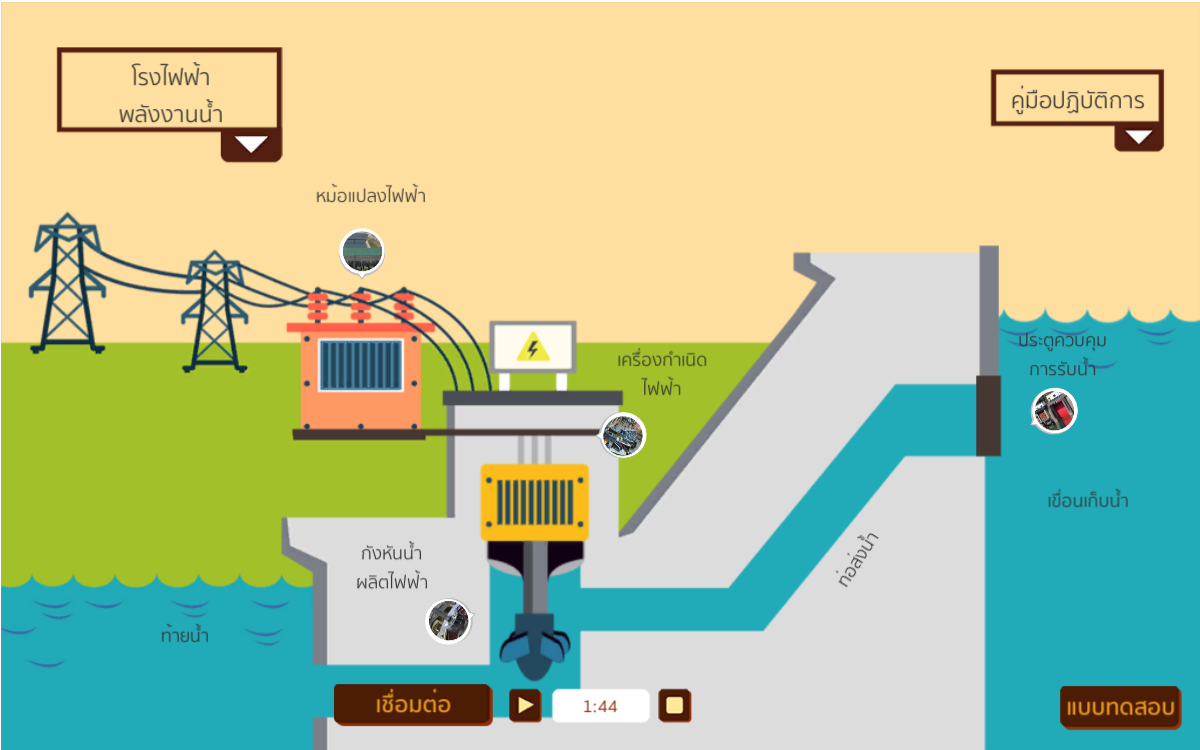 โรงไฟฟ้า
พลังงานน้ำ
คู่มือปฏิบัติการ
หม้อแปลงไฟฟ้า
เครื่องกำเนิด
ไฟฟ้า
ประตูควบคุม
การรับน้ำ
เขื่อนเก็บน้ำ
ท่อส่งน้ำ
กังหันน้ำ
ผลิตไฟฟ้า
ท้ายน้ำ
เชื่อมต่อ
1:44
แบบทดสอบ